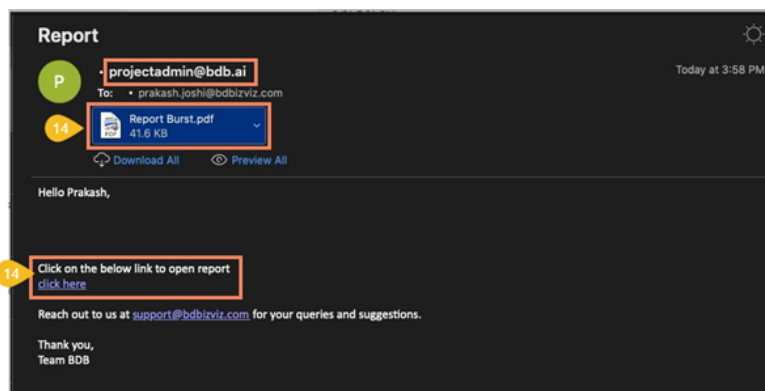 Report
P
• projectadmin@bdb.ai
Today at 3:58 PM
To: • prakash.joshi@bdbizviz.com
14
PDF
Report Burst.pdf
41.6 KB
Download All
Preview All
Hello Prakash,
Click on the below link to open report
14
click here
Reach out to us at support@bdbizviz.com for your queries and suggestions.
Thank you,
Team BDB